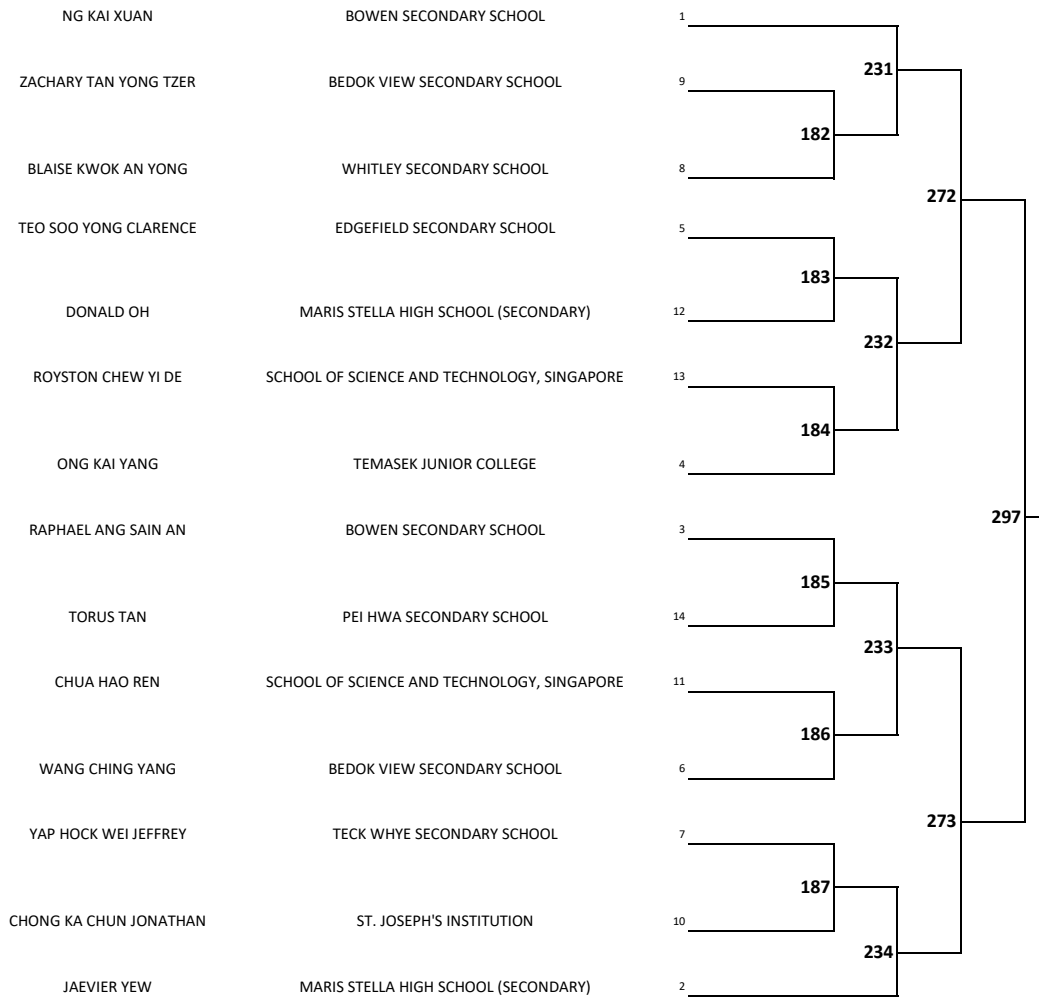 NG KAI XUAN BOWEN SECONDARY SCHOOL 1
231
ZACHARY TAN YONG TZER BEDOK VIEW SECONDARY SCHOOL 9
182
BLAISE KWOK AN YONG WHITLEY SECONDARY SCHOOL 8
272
TEO SOO YONG CLARENCE EDGEFIELD SECONDARY SCHOOL 5
183
DONALD OH MARIS STELLA HIGH SCHOOL (SECONDARY) 12
232
ROYSTON CHEW YI DE SCHOOL OF SCIENCE AND TECHNOLOGY, SINGAPORE 13
184
ONG KAI YANG TEMASEK JUNIOR COLLEGE 4
297
RAPHAEL ANG SAIN AN BOWEN SECONDARY SCHOOL 3
185
TORUS TAN PEI HWA SECONDARY SCHOOL 14
233
CHUA HAO REN SCHOOL OF SCIENCE AND TECHNOLOGY, SINGAPORE 11
186
WANG CHING YANG BEDOK VIEW SECONDARY SCHOOL 6
273
YAP HOCK WEI JEFFREY TECK WHYE SECONDARY SCHOOL 7
187
CHONG KA CHUN JONATHAN ST. JOSEPH'S INSTITUTION 10
234
JAEVIER YEW MARIS STELLA HIGH SCHOOL (SECONDARY) 2